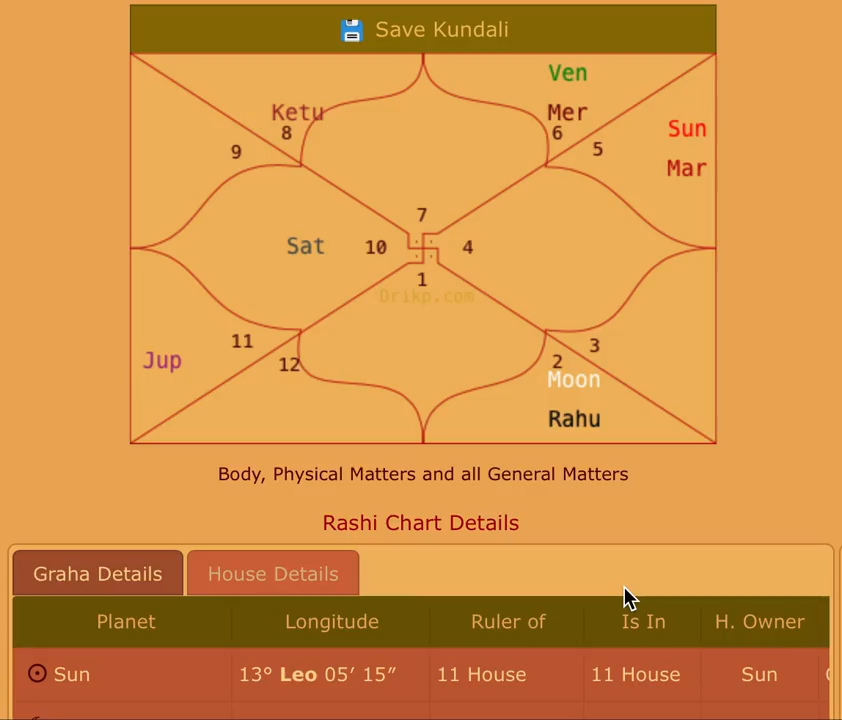 Save Kundali
Ven
Ketu
Mer
8
6
Sun
9
5
Mar
7
Sat
10
4
1
Drikp.com
11
3
Jup
12
2
Moon
Rahu
Body, Physical Matters and all General Matters
Rashi Chart Details
Graha Details House Details
Planet Longitude Ruler of Is In H. Owner
Sun 13° Leo 05′ 15″ 11 House 11 House Sun